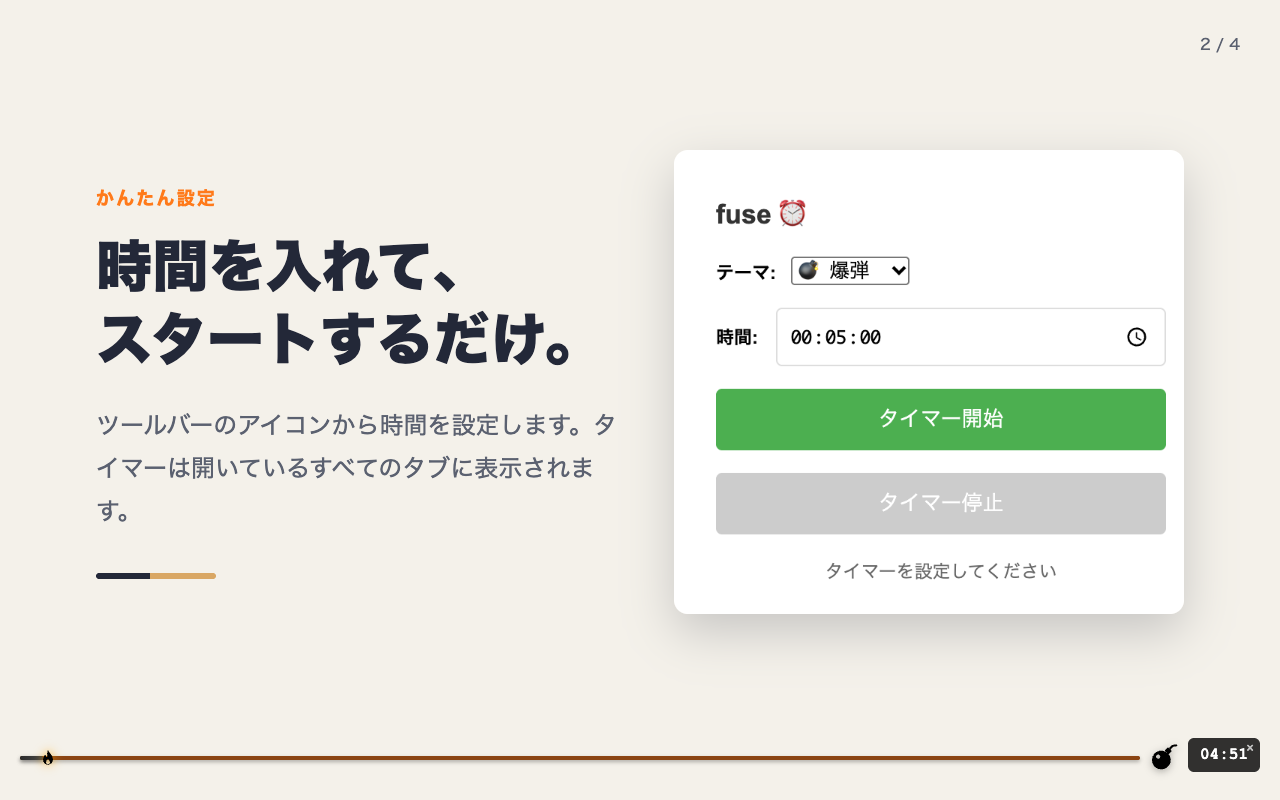 2 / 4
かんたん設定
時間を入れて、
スタートするだけ。
ツールバーのアイコンから時間を設定します。タ
イマーは開いているすべてのタブに表示されま
す。
fuse ⏰
テーマ: 💣 爆弾
時間: 00:05:00
タイマー開始
タイマー停止
タイマーを設定してください
04:51×